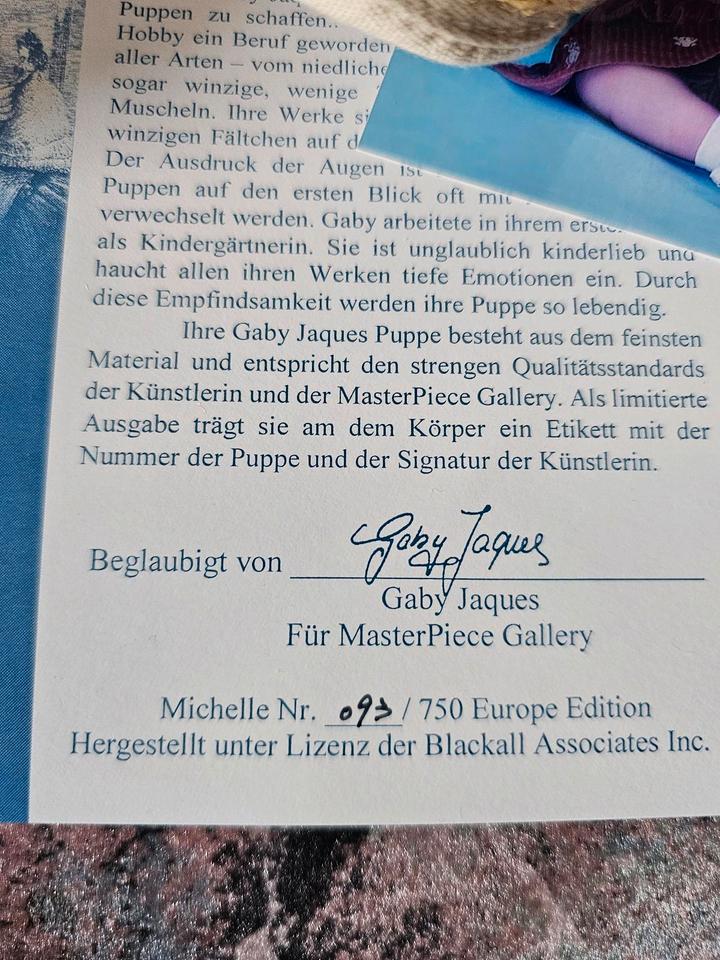 Puppen zu schaffen..
Hobby ein Beruf geworden
aller Arten – vom niedliche
sogar winzige, wenige
Muscheln. Ihre Werke
winzigen Fältchen auf
Der Ausdruck der Augen ist
Puppen auf den ersten Blick oft mit
verwechselt werden. Gaby arbeitete in ihrem
als Kindergärtnerin. Sie ist unglaublich kinderlieb und
haucht allen ihren Werken tiefe Emotionen ein. Durch
diese Empfindsamkeit werden ihre Puppe so lebendig.
Ihre Gaby Jaques Puppe besteht aus dem feinsten
Material und entspricht den strengen Qualitätsstandards
der Künstlerin und der MasterPiece Gallery. Als limitierte
Ausgabe trägt sie am dem Körper ein Etikett mit der
Nummer der Puppe und der Signatur der Künstlerin.
Beglaubigt von Gaby Jaques
Gaby Jaques
Für MasterPiece Gallery
Michelle Nr. 093 / 750 Europe Edition
Hergestellt unter Lizenz der Blackall Associates Inc.